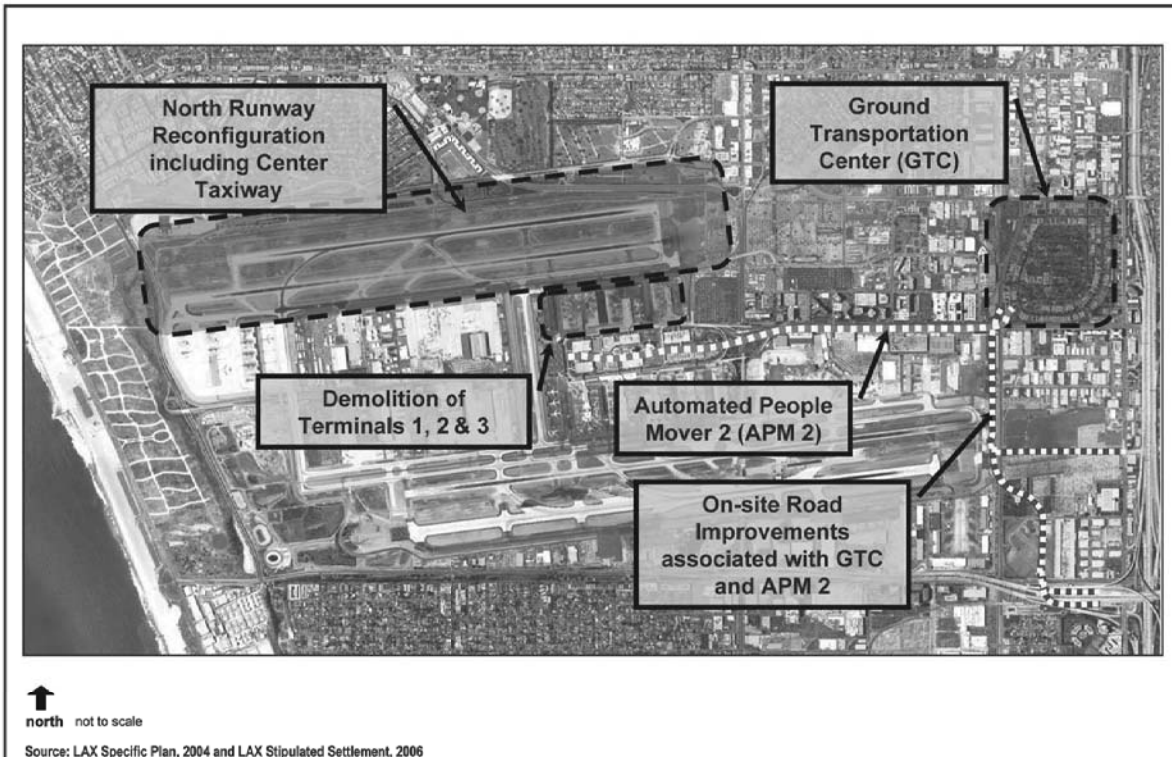 North Runway
Reconfiguration
including Center
Taxiway
Ground
Transportation
Center (GTC)
Demolition of
Terminals 1, 2 & 3
Automated People
Mover 2 (APM 2)
On-site Road
Improvements
associated with GTC
and APM 2
north not to scale
Source: LAX Specific Plan, 2004 and LAX Stipulated Settlement, 2006